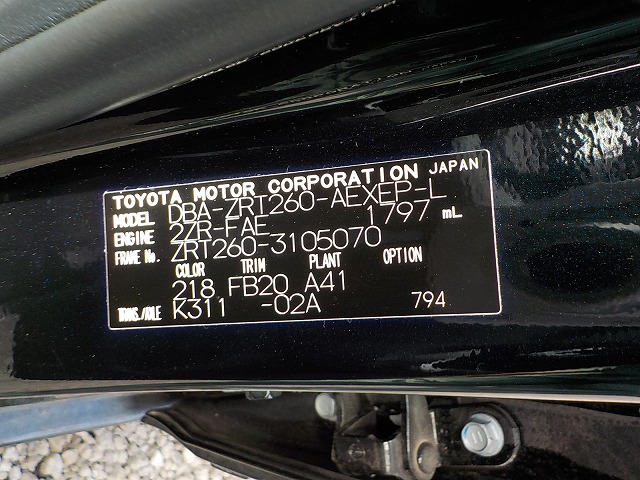 TOYOTA MOTOR CORPORATION JAPAN
MODEL DBA-ZRT260-AEXEP-L
ENGINE 2ZR-FAE 1797 mL
FRAME No. ZRT260-3105070
COLOR TRIM PLANT OPTION
218 FB20 A41
TRANS./AXLE K311 -02A 794